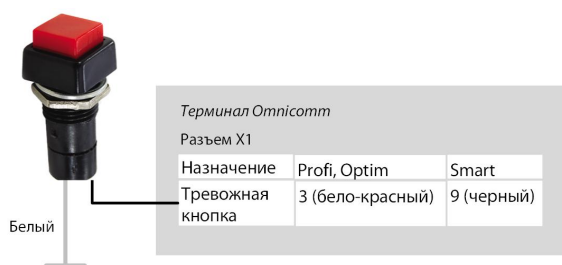 Терминал Omnicomm
Разъем X1
Назначение Profi, Optim Smart
Тревожная кнопка 3 (бело-красный) 9 (черный)
Белый